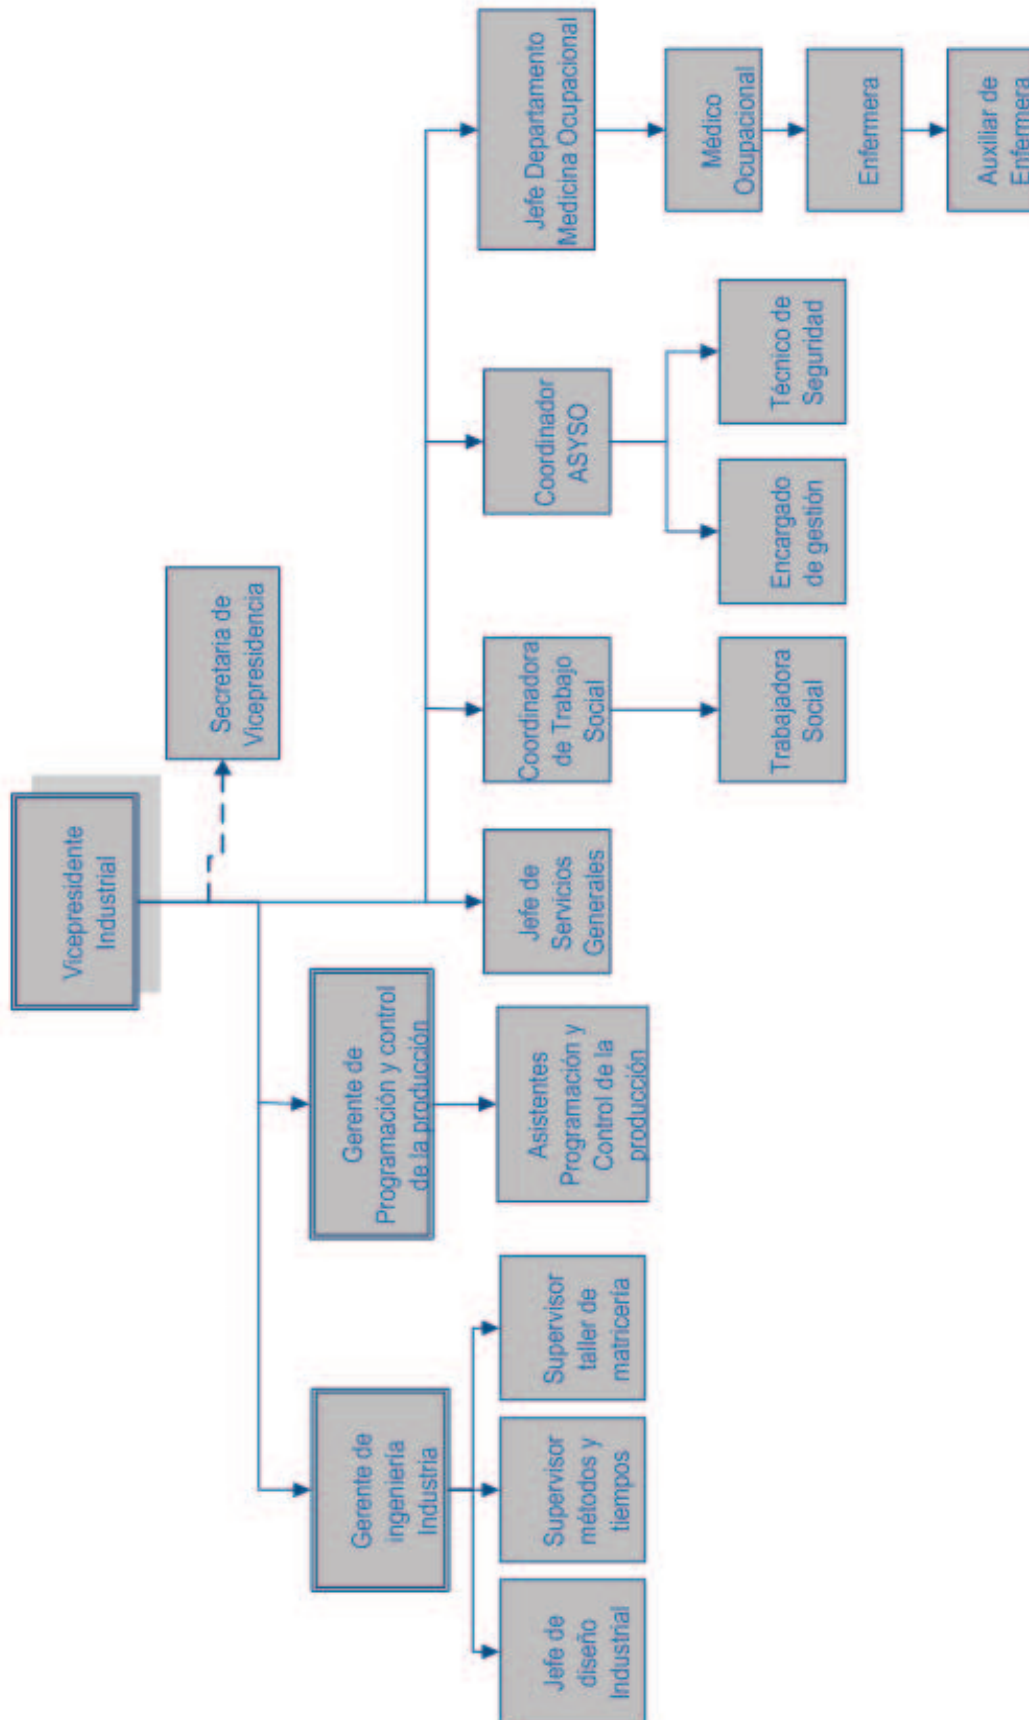 Vicepresidente
Industrial
Secretaria de
Vicepresidencia
Gerente de
ingeniería
Industria
Gerente de
Programación y control
de la producción
Jefe de
diseño
Industrial
Supervisor
métodos y
tiempos
Supervisor
taller de
matricería
Asistentes
Programación y
Control de la
producción
Jefe de
Servicios
Generales
Coordinadora
de Trabajo
Social
Coordinador
ASYSO
Jefe Departamento
Medicina Ocupacional
Trabajadora
Social
Encargado
de gestión
Técnico de
Seguridad
Médico
Ocupacional
Enfermera
Auxiliar de
Enfermera